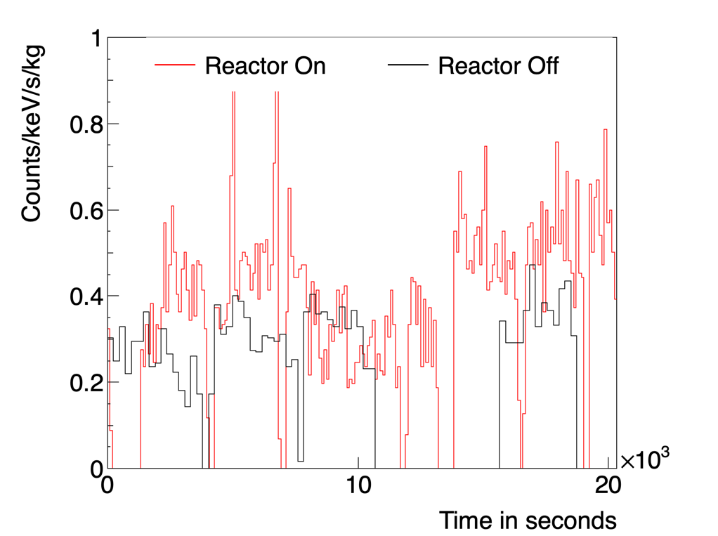 Counts/keV/s/kg
1
Reactor On Reactor Off
0.8
0.6
0.4
0.2
0
0 10 20 ×10³
Time in seconds